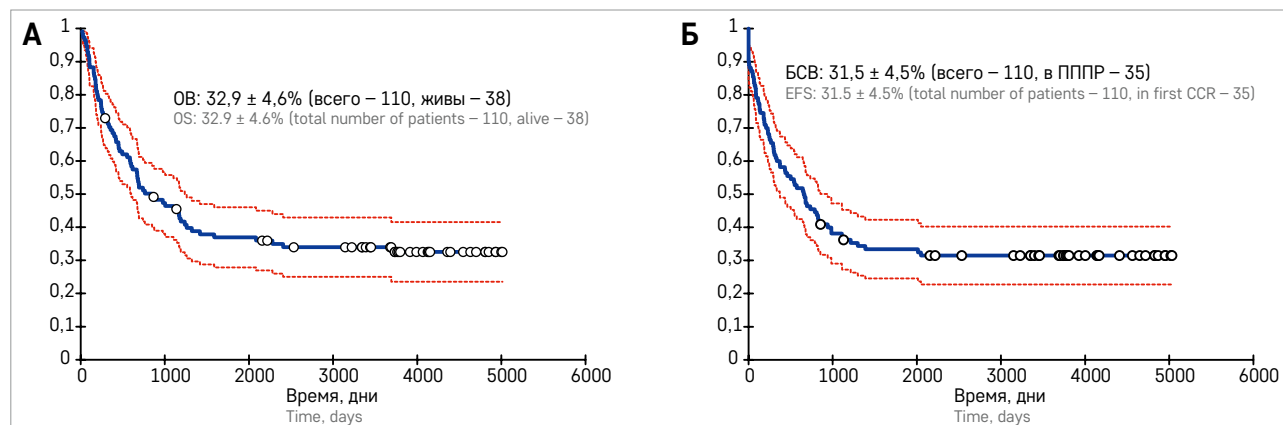 А
1
0,9
0,8
0,7
0,6
0,5
0,4
0,3
0,2
0,1
0
ОВ: 32,9 ± 4,6% (всего – 110, живы – 38)
OS: 32.9 ± 4.6% (total number of patients – 110, alive – 38)
0 1000 2000 3000 4000 5000 6000
Время, дни
Time, days
Б
1
0,9
0,8
0,7
0,6
0,5
0,4
0,3
0,2
0,1
0
БСВ: 31,5 ± 4,5% (всего – 110, в ПППР – 35)
EFS: 31.5 ± 4.5% (total number of patients – 110, in first CCR – 35)
0 1000 2000 3000 4000 5000 6000
Время, дни
Time, days